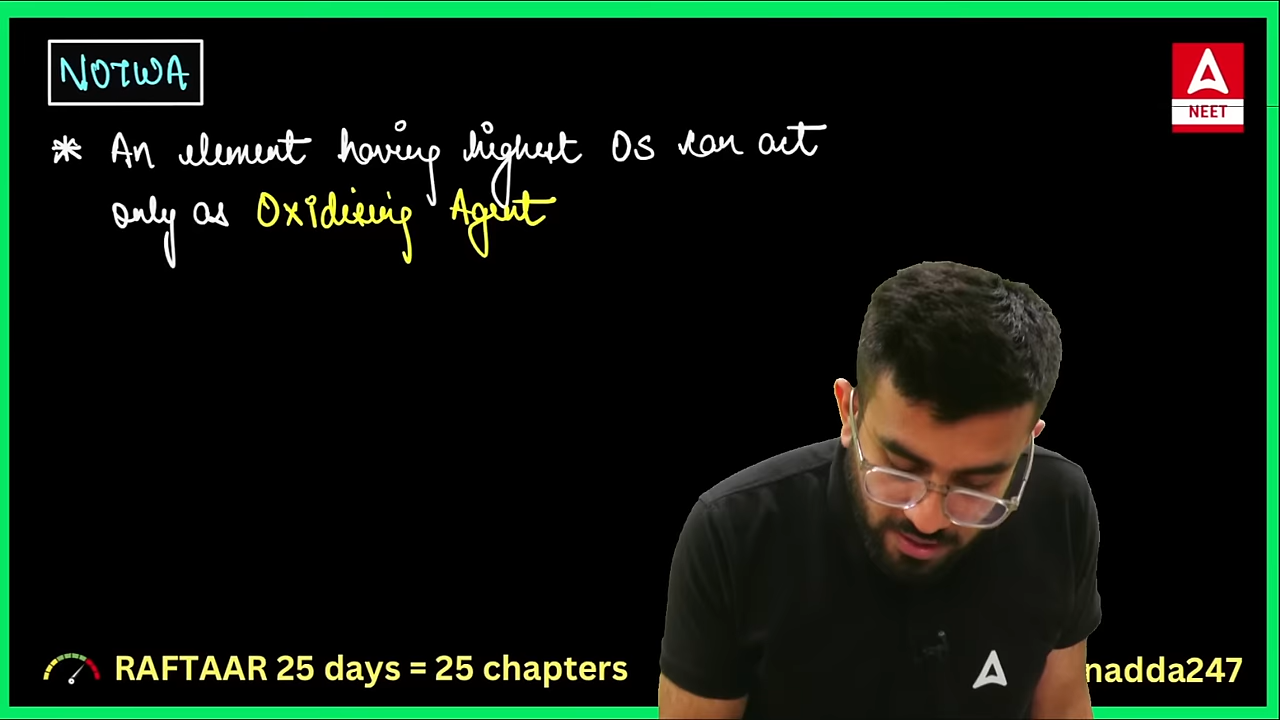 NOTWA
* An element having highest OS can act
only as Oxidising Agent
NEET
RAFTAAR 25 days = 25 chapters
nadda247